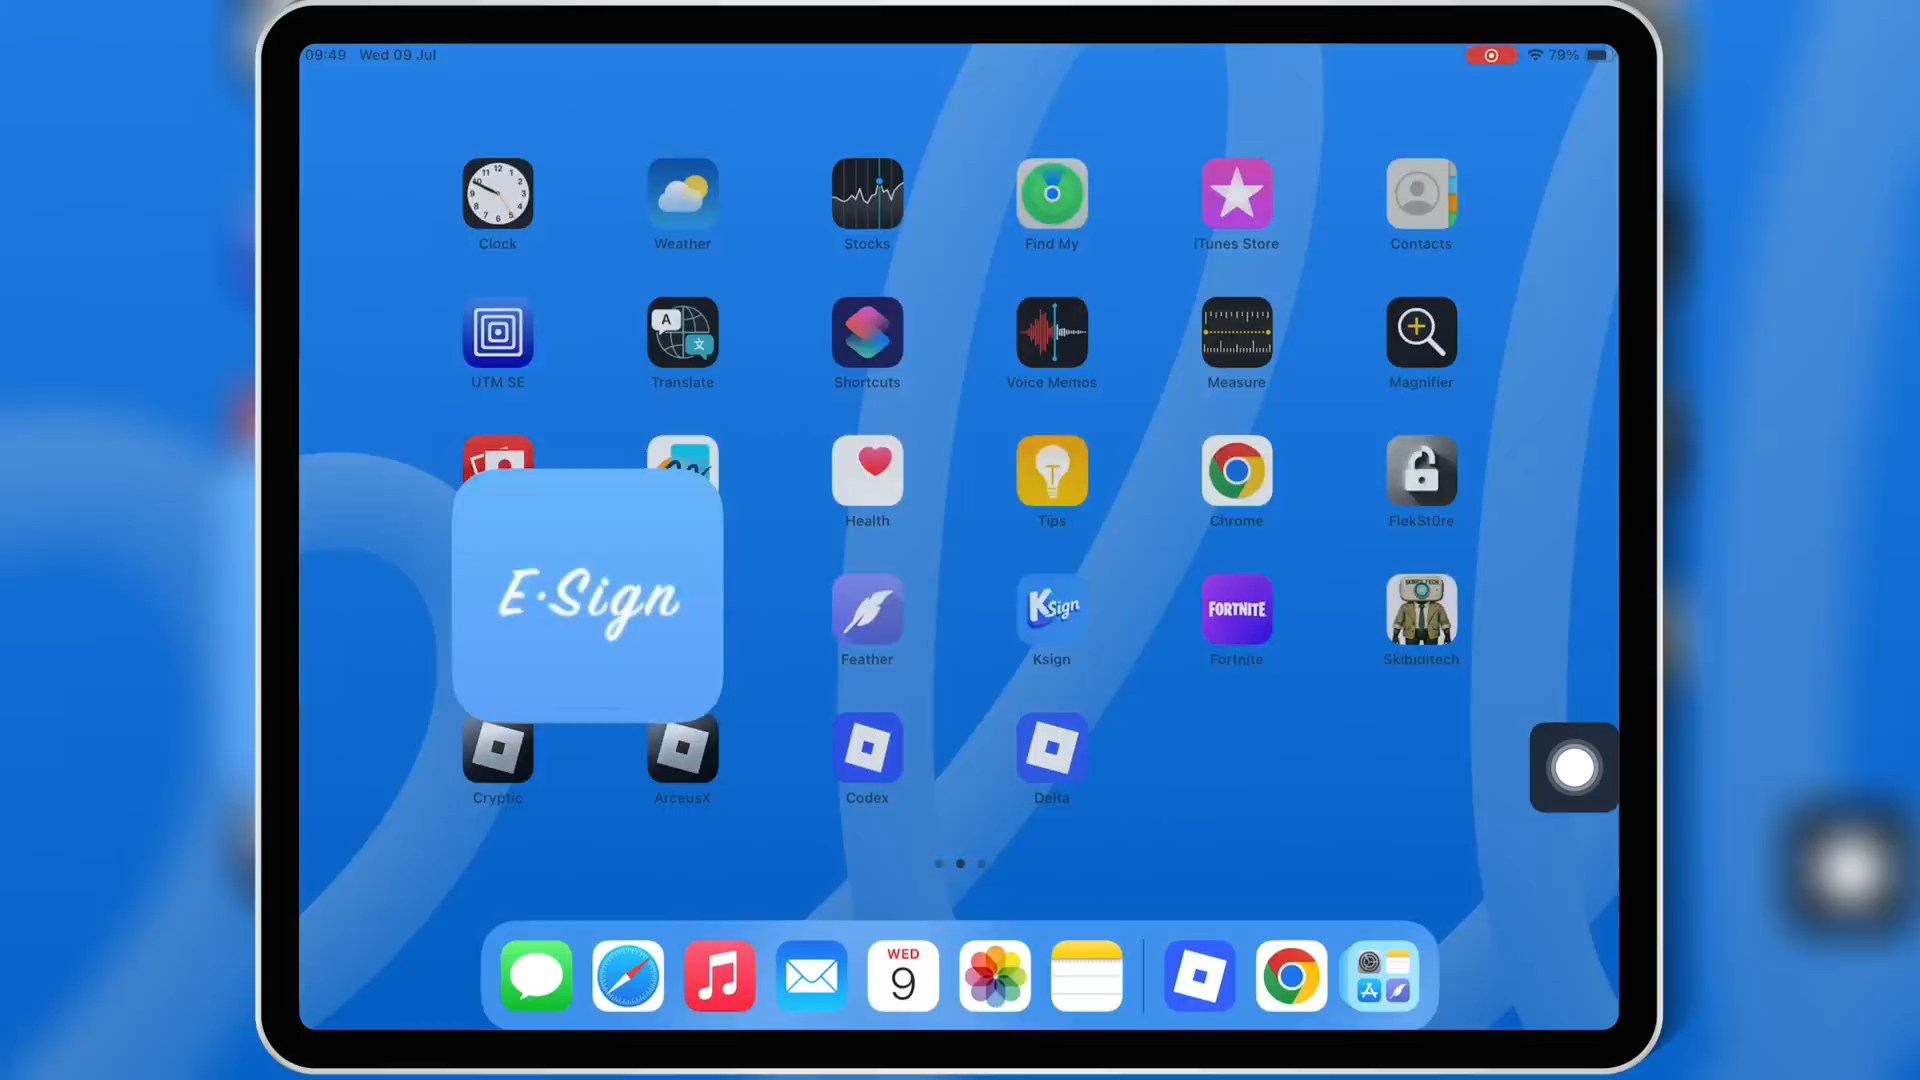 09:49 Wed 09 Jul
79%
Clock
Weather
Stocks
Find My
iTunes Store
Contacts
UTM SE
Translate
Shortcuts
Voice Memos
Measure
Magnifier
Health
Tips
Chrome
FlekSt0re
E·Sign
Feather
KSign
Ksign
FORTNITE
Fortnite
Skibiditech
Cryptic
ArceusX
Codex
Delta
WED
9